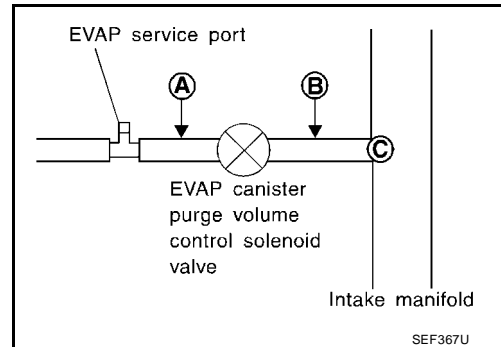 EVAP service port
A
B
C
EVAP canister
purge volume
control solenoid
valve
Intake manifold
SEF367U